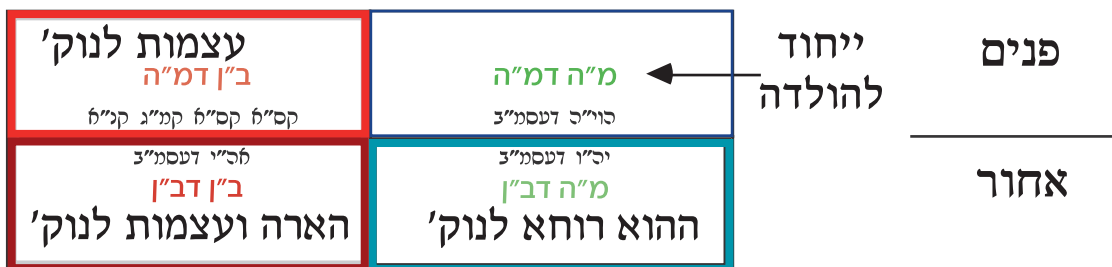 פנים
ייחוד
להולדה
מ״ה דמ״ה
הוי״ה דעסמ״ב
עצמות לנוק׳
ב״ן דמ״ה
קס״א קס״א קמ״ג קנ״א
אחור
יה״ו דעסמ״ב
מ״ה דב״ן
ההוא רוחא לנוק׳
אה״י דעסמ״ב
ב״ן דב״ן
הארה ועצמות לנוק׳